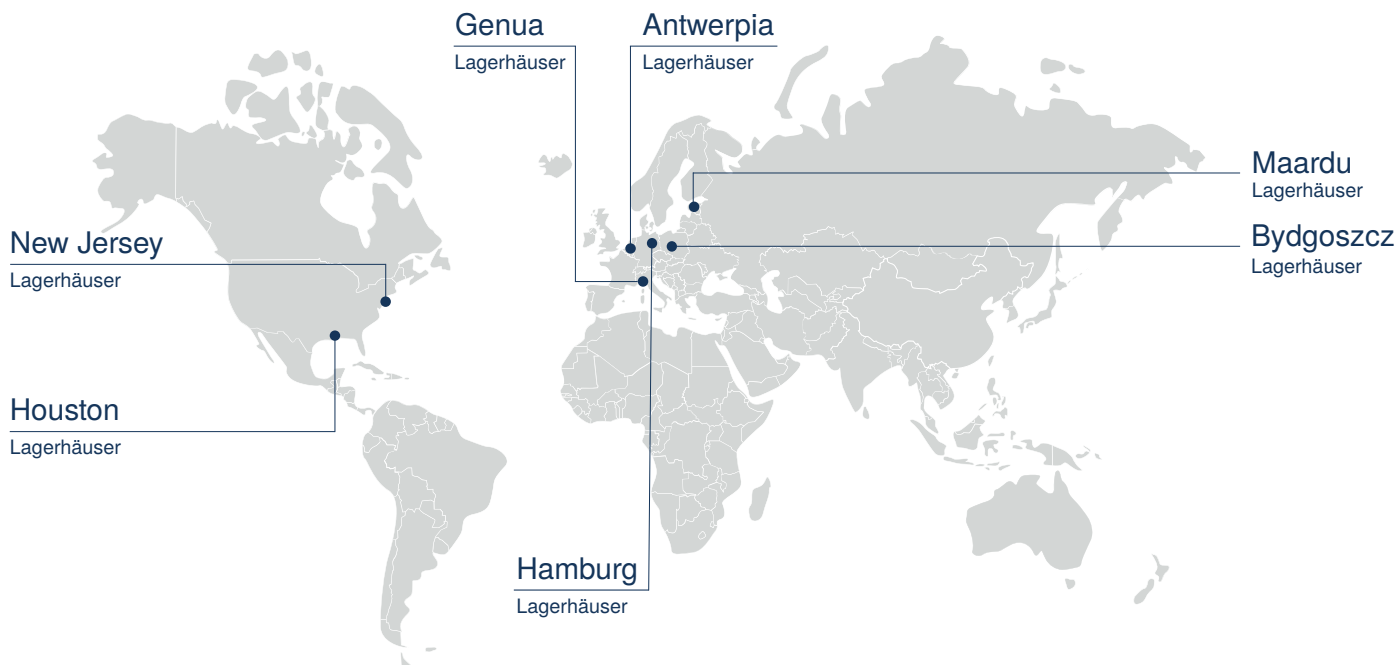 Genua
Lagerhäuser
Antwerpia
Lagerhäuser
Maardu
Lagerhäuser
Bydgoszcz
Lagerhäuser
New Jersey
Lagerhäuser
Houston
Lagerhäuser
Hamburg
Lagerhäuser